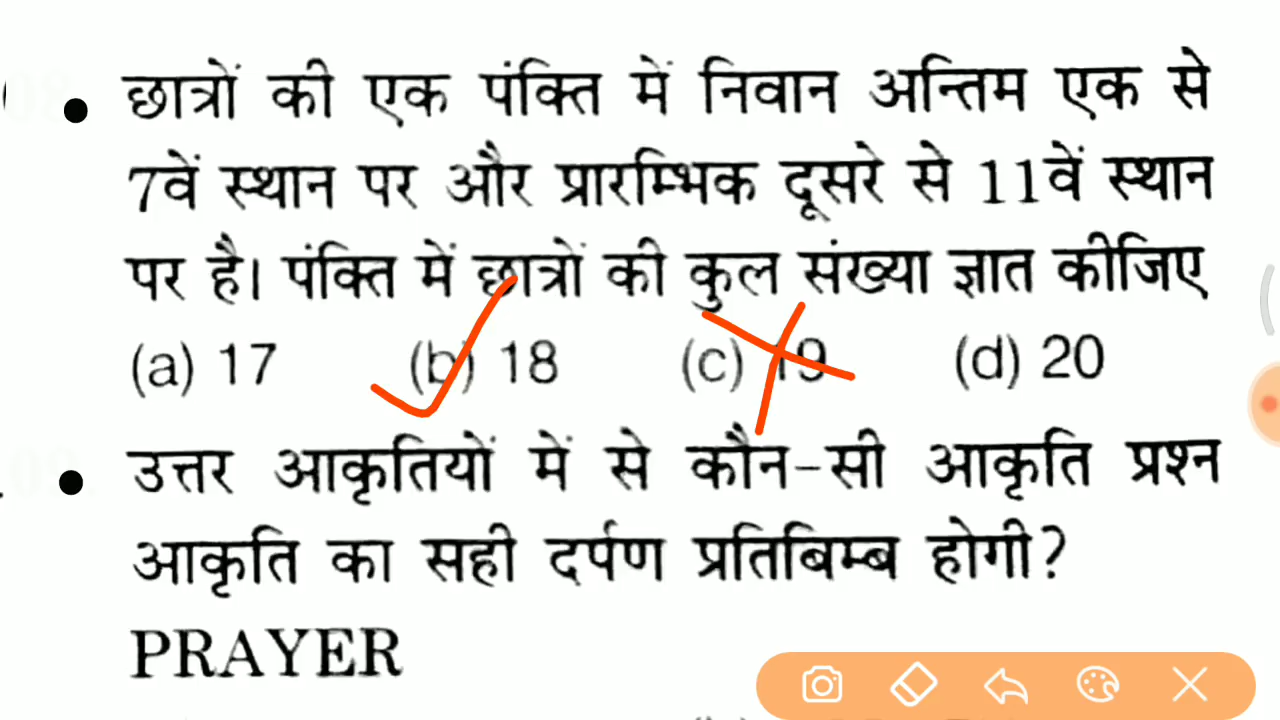 • छात्रों की एक पंक्ति में निवान अन्तिम एक से
7वें स्थान पर और प्रारम्भिक दूसरे से 11वें स्थान
पर है। पंक्ति में छात्रों की कुल संख्या ज्ञात कीजिए
(a) 17 (b) 18 (c) 19 (d) 20
• उत्तर आकृतियों में से कौन-सी आकृति प्रश्न
आकृति का सही दर्पण प्रतिबिम्ब होगी?
PRAYER